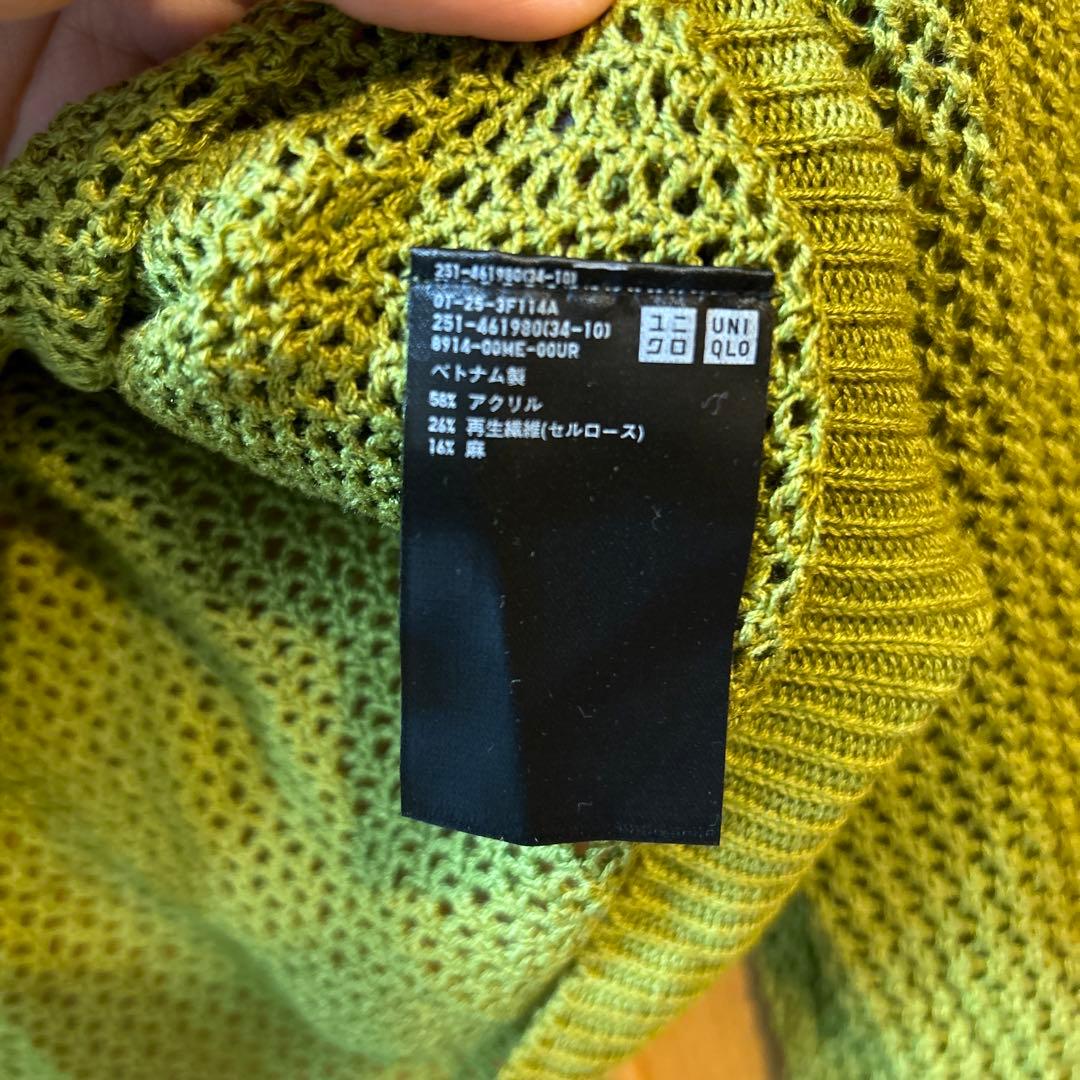 251-461980(34-10)
07-25-3F114A
251-461980(34-10)
8914-00ME-00UR
ユニ
クロ
UNI
QLO
ベトナム製
58% アクリル
26% 再生繊維(セルロース)
16% 麻